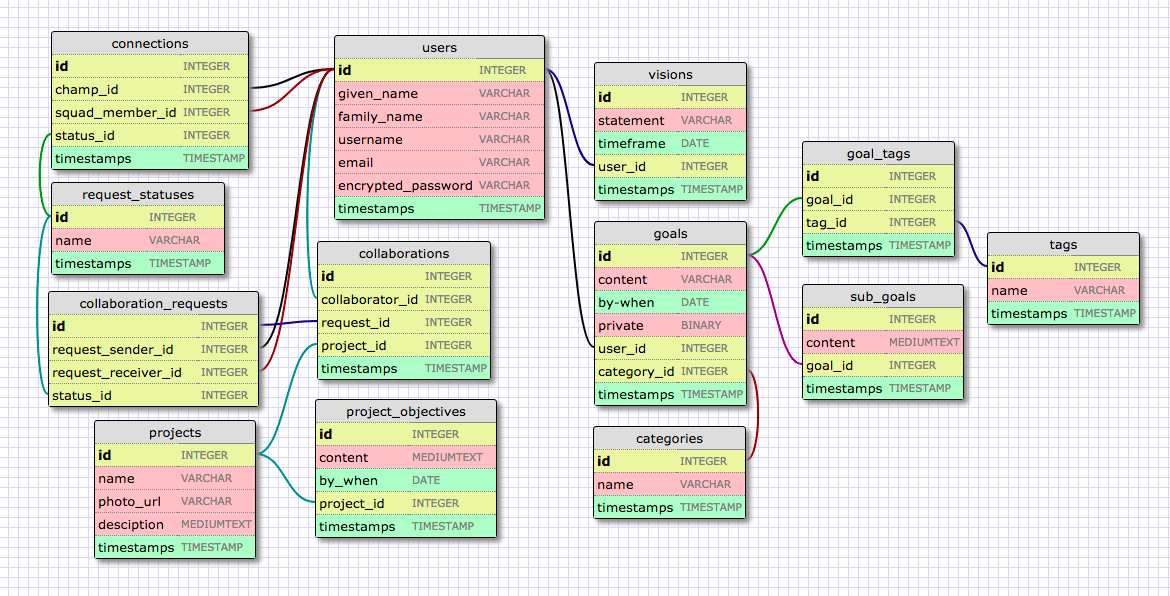 connections
id INTEGER
champ_id INTEGER
squad_member_id INTEGER
status_id INTEGER
timestamps TIMESTAMP
request_statuses
id INTEGER
name VARCHAR
timestamps TIMESTAMP
collaboration_requests
id INTEGER
request_sender_id INTEGER
request_receiver_id INTEGER
status_id INTEGER
projects
id INTEGER
name VARCHAR
photo_url VARCHAR
desciption MEDIUMTEXT
timestamps TIMESTAMP
users
id INTEGER
given_name VARCHAR
family_name VARCHAR
username VARCHAR
email VARCHAR
encrypted_password VARCHAR
timestamps TIMESTAMP
collaborations
id INTEGER
collaborator_id INTEGER
request_id INTEGER
project_id INTEGER
timestamps TIMESTAMP
project_objectives
id INTEGER
content MEDIUMTEXT
by_when DATE
project_id INTEGER
timestamps TIMESTAMP
visions
id INTEGER
statement VARCHAR
timeframe DATE
user_id INTEGER
timestamps TIMESTAMP
goals
id INTEGER
content VARCHAR
by-when DATE
private BINARY
user_id INTEGER
category_id INTEGER
timestamps TIMESTAMP
categories
id INTEGER
name VARCHAR
timestamps TIMESTAMP
goal_tags
id INTEGER
goal_id INTEGER
tag_id INTEGER
timestamps TIMESTAMP
sub_goals
id INTEGER
content MEDIUMTEXT
goal_id INTEGER
timestamps TIMESTAMP
tags
id INTEGER
name VARCHAR
timestamps TIMESTAMP